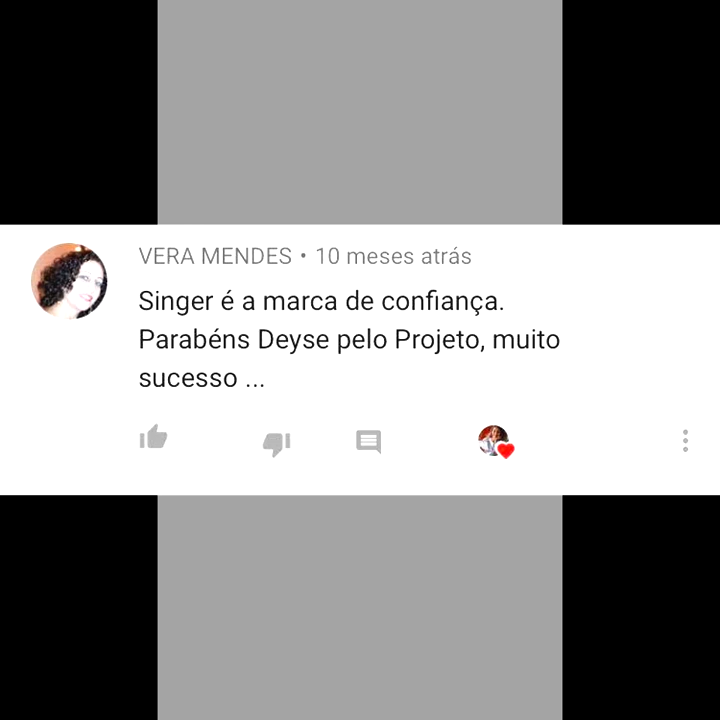 VERA MENDES • 10 meses atrás
Singer é a marca de confiança.
Parabéns Deyse pelo Projeto, muito
sucesso ...